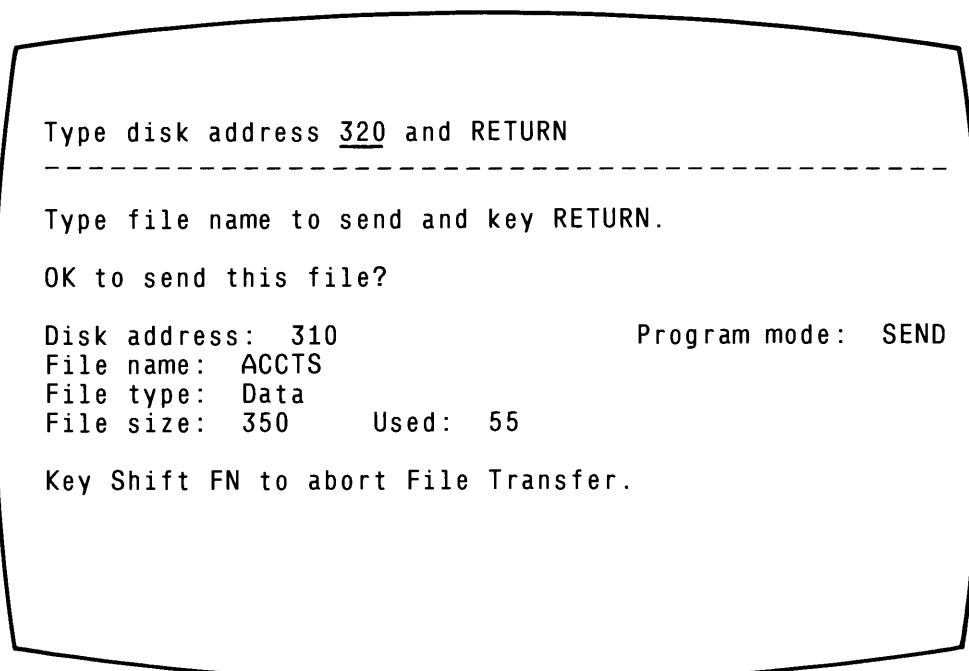 Type disk address 320 and RETURN
Type file name to send and key RETURN.
OK to send this file?
Disk address: 310 Program mode: SEND
File name: ACCTS
File type: Data
File size: 350 Used: 55
Key Shift FN to abort File Transfer.